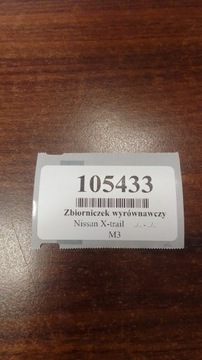 105433
Zbiorniczek wyrównawczy
Nissan X-trail
M3